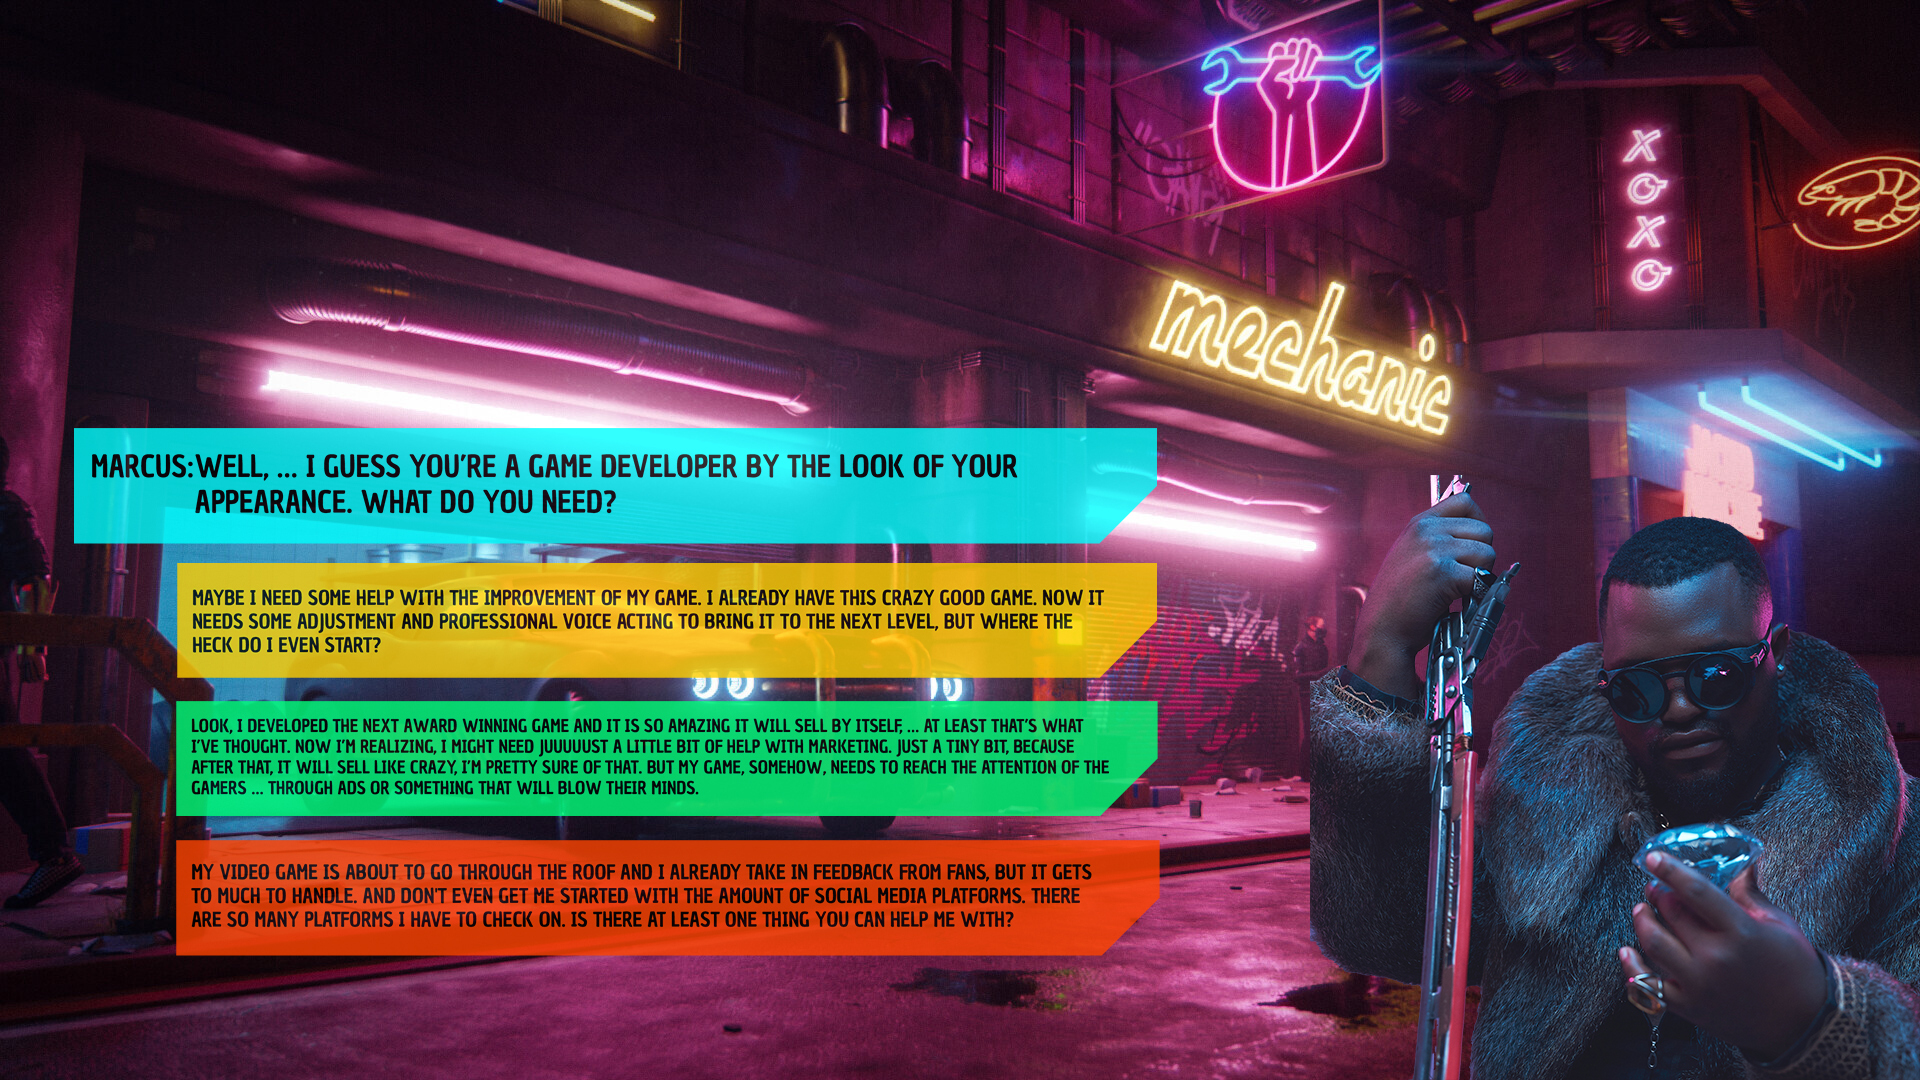 XOXO
mechanic
MARCUS: WELL, ... I GUESS YOU'RE A GAME DEVELOPER BY THE LOOK OF YOUR
APPEARANCE. WHAT DO YOU NEED?
MAYBE I NEED SOME HELP WITH THE IMPROVEMENT OF MY GAME. I ALREADY HAVE THIS CRAZY GOOD GAME. NOW IT
NEEDS SOME ADJUSTMENT AND PROFESSIONAL VOICE ACTING TO BRING IT TO THE NEXT LEVEL, BUT WHERE THE
HECK DO I EVEN START?
LOOK, I DEVELOPED THE NEXT AWARD WINNING GAME AND IT IS SO AMAZING IT WILL SELL BY ITSELF, ... AT LEAST THAT'S WHAT
I'VE THOUGHT. NOW I'M REALIZING, I MIGHT NEED JUUUUUST A LITTLE BIT OF HELP WITH MARKETING. JUST A TINY BIT, BECAUSE
AFTER THAT, IT WILL SELL LIKE CRAZY, I'M PRETTY SURE OF THAT. BUT MY GAME, SOMEHOW, NEEDS TO REACH THE ATTENTION OF THE
GAMERS ... THROUGH ADS OR SOMETHING THAT WILL BLOW THEIR MINDS.
MY VIDEO GAME IS ABOUT TO GO THROUGH THE ROOF AND I ALREADY TAKE IN FEEDBACK FROM FANS, BUT IT GETS
TO MUCH TO HANDLE. AND DON'T EVEN GET ME STARTED WITH THE AMOUNT OF SOCIAL MEDIA PLATFORMS. THERE
ARE SO MANY PLATFORMS I HAVE TO CHECK ON. IS THERE AT LEAST ONE THING YOU CAN HELP ME WITH?